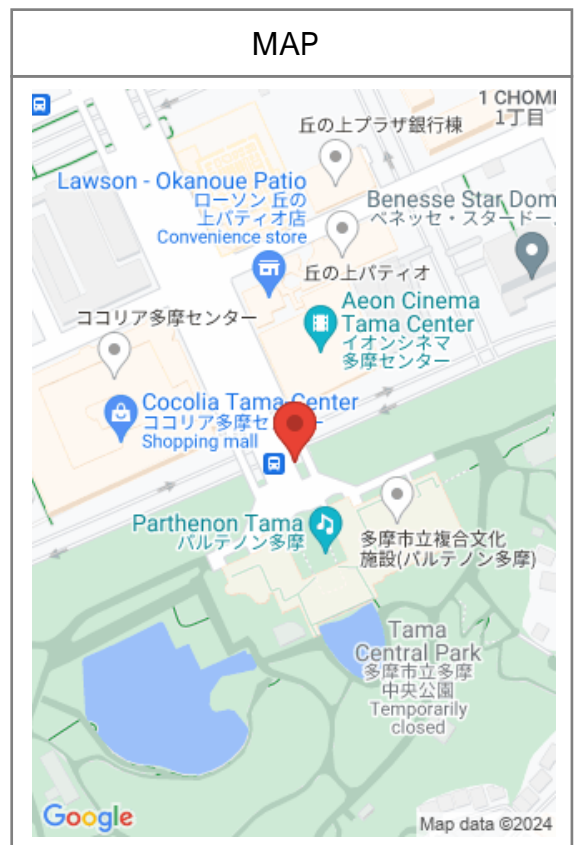 MAP
1 CHOM
1丁目
丘の上プラザ銀行棟
Lawson - Okanoue Patio
ローソン 丘の
上パティオ店
Convenience store
Benesse Star Dom
ベネッセ・スタードー
丘の上パティオ
Aeon Cinema
Tama Center
イオンシネマ
多摩センター
ココリア多摩センター
Cocolia Tama Center
ココリア多摩セ
ー
Shopping mall
Parthenon Tama
パルテノン多摩
多摩市立複合文化
施設(パルテノン多摩)
Tama
Central Park
多摩市立多摩
中央公園
Temporarily
closed
Google
Map data ©2024